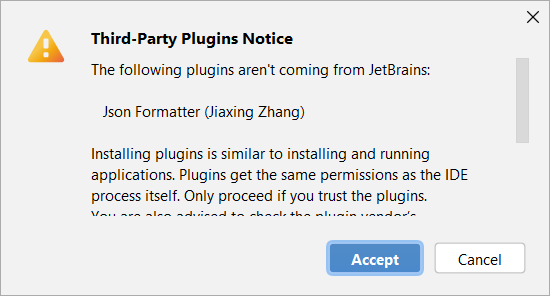 Third-Party Plugins Notice
The following plugins aren't coming from JetBrains:
Json Formatter (Jiaxing Zhang)
Installing plugins is similar to installing and running
applications. Plugins get the same permissions as the IDE
process itself. Only proceed if you trust the plugins.
You are also advised to check the plugin vendor's
Accept
Cancel